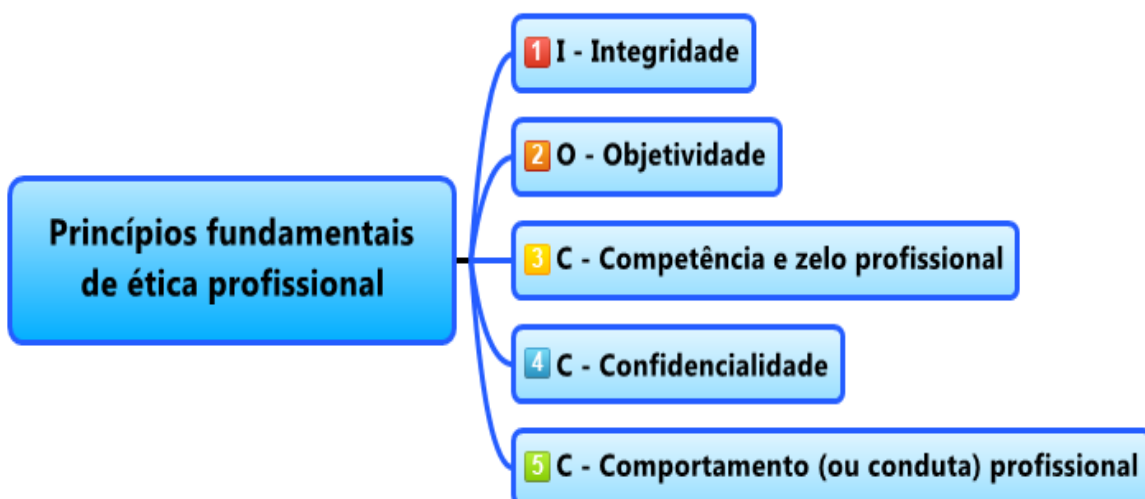 Princípios fundamentais
de ética profissional
1 I - Integridade
2 O - Objetividade
3 C - Competência e zelo profissional
4 C - Confidencialidade
5 C - Comportamento (ou conduta) profissional